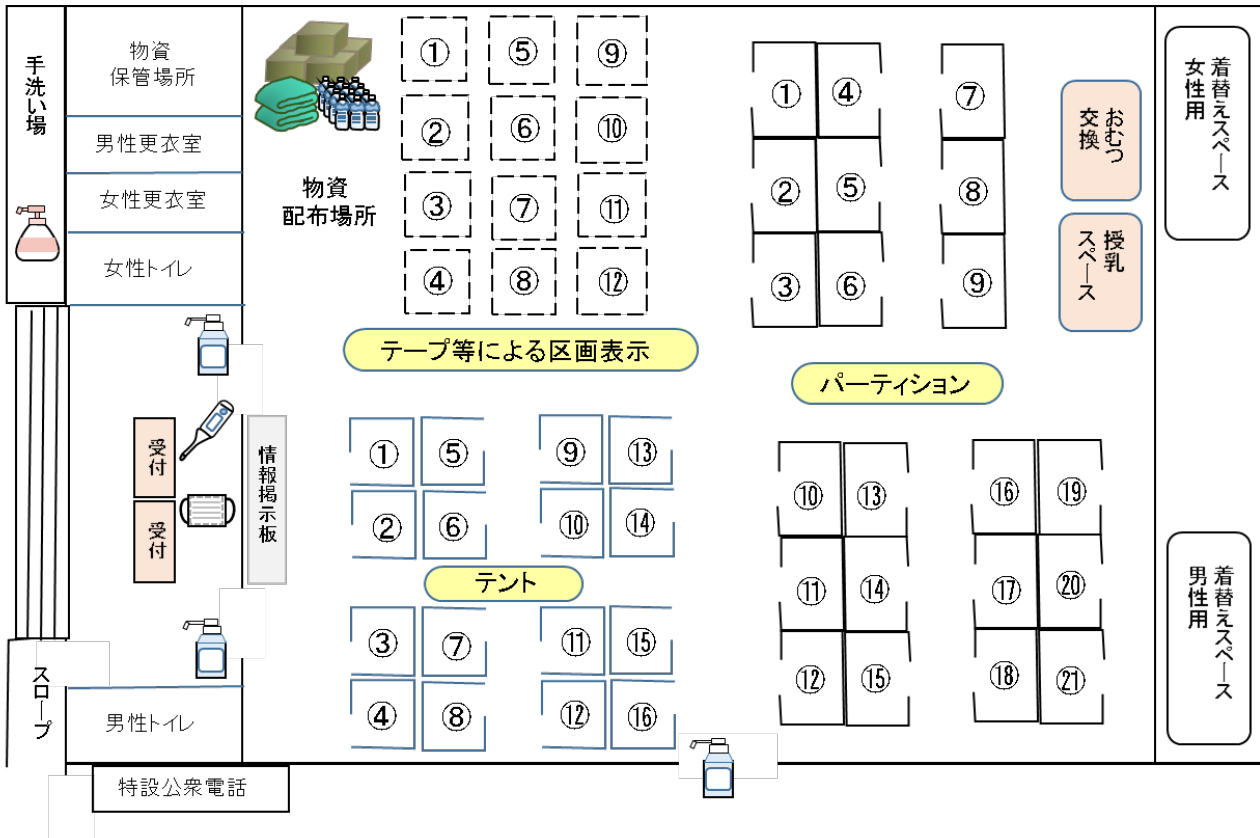 手洗い場
物資
保管場所
男性更衣室
女性更衣室
女性トイレ
物資
配布場所
① ⑤ ⑨
② ⑥ ⑩
③ ⑦ ⑪
④ ⑧ ⑫
テープ等による区画表示
① ④ ⑦
② ⑤ ⑧
③ ⑥ ⑨
パーティション
おむつ
交換
授乳
スペース
着替えスペース
女性用
受付
受付
情報掲示板
① ⑤ ⑨ ⑬
② ⑥ ⑩ ⑭
テント
③ ⑦ ⑪ ⑮
④ ⑧ ⑫ ⑯
⑩ ⑬ ⑯ ⑲
⑪ ⑭ ⑰ ⑳
⑫ ⑮ ⑱ ㉑
着替えスペース
男性用
スロープ
男性トイレ
特設公衆電話